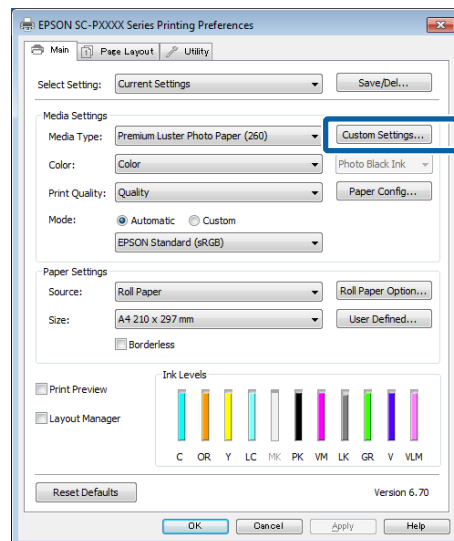 EPSON SC-PXXXX Series Printing Preferences
Main Page Layout Utility
Select Setting: Current Settings Save/Del...
Media Settings
Media Type: Premium Luster Photo Paper (260) Custom Settings...
Color: Color Photo Black Ink
Print Quality: Quality Paper Config...
Mode: Automatic Custom
EPSON Standard (sRGB)
Paper Settings
Source: Roll Paper Roll Paper Option...
Size: A4 210 x 297 mm User Defined...
Borderless
Ink Levels
Print Preview
Layout Manager
C OR Y LC MK PK VM LK GR V VLM
Reset Defaults Version 6.70
OK Cancel Apply Help